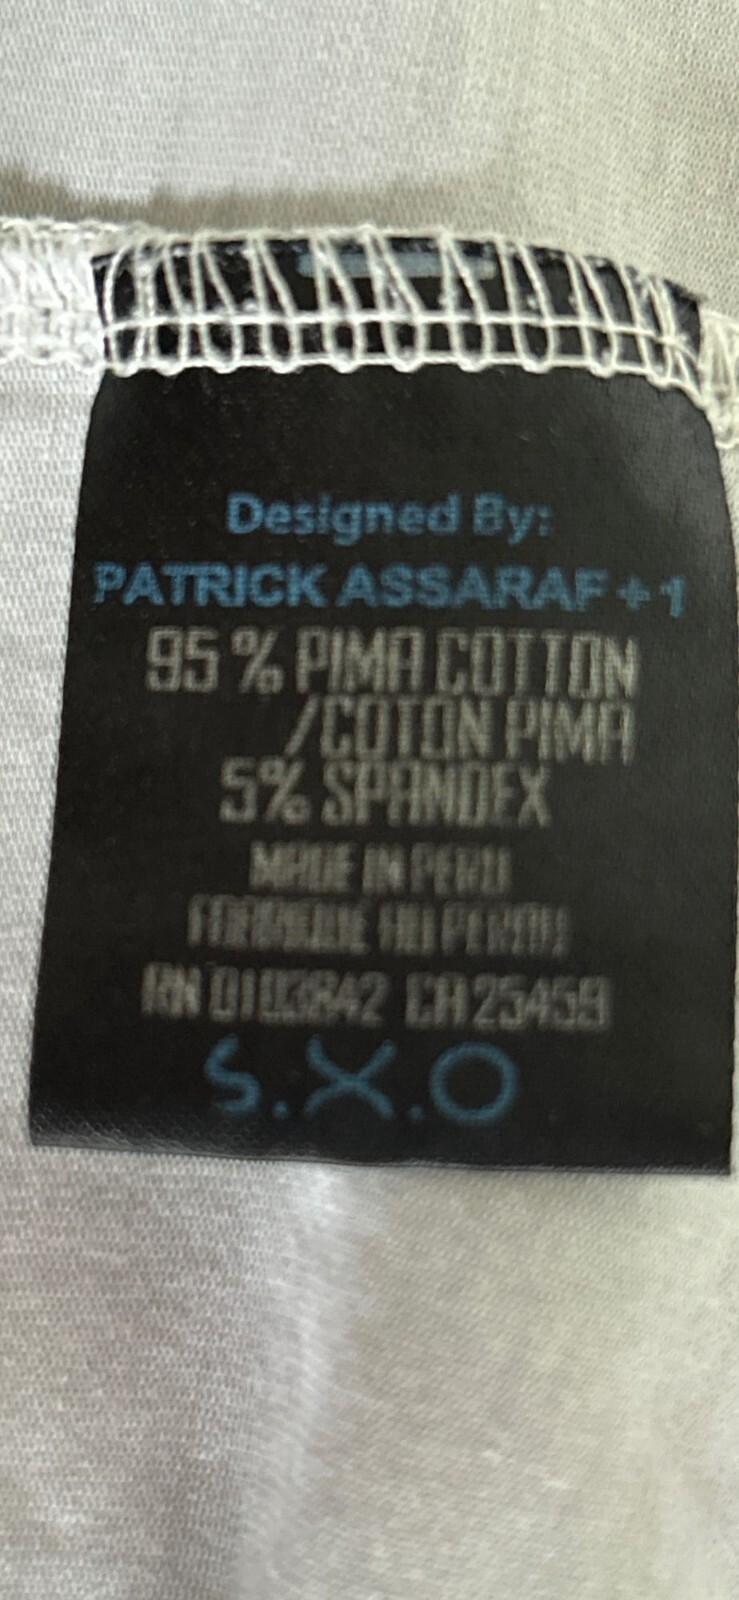 Designed By:
PATRICK ASSARAF + 1
95 % PIMA COTTON
/COTON PIMA
5% SPANDEX
MADE IN PERU
FABRIQUE AU PEROU
RN 0103842 CA 25459
S.X.O